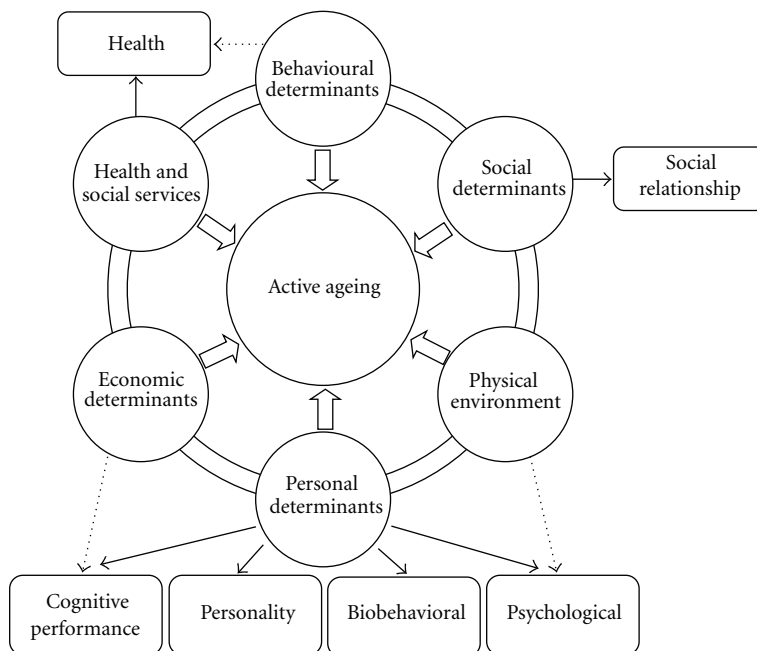 Health
Behavioural
determinants
Health and
social services
Social
determinants
Social
relationship
Active ageing
Economic
determinants
Physical
environment
Personal
determinants
Cognitive
performance
Personality
Biobehavioral
Psychological